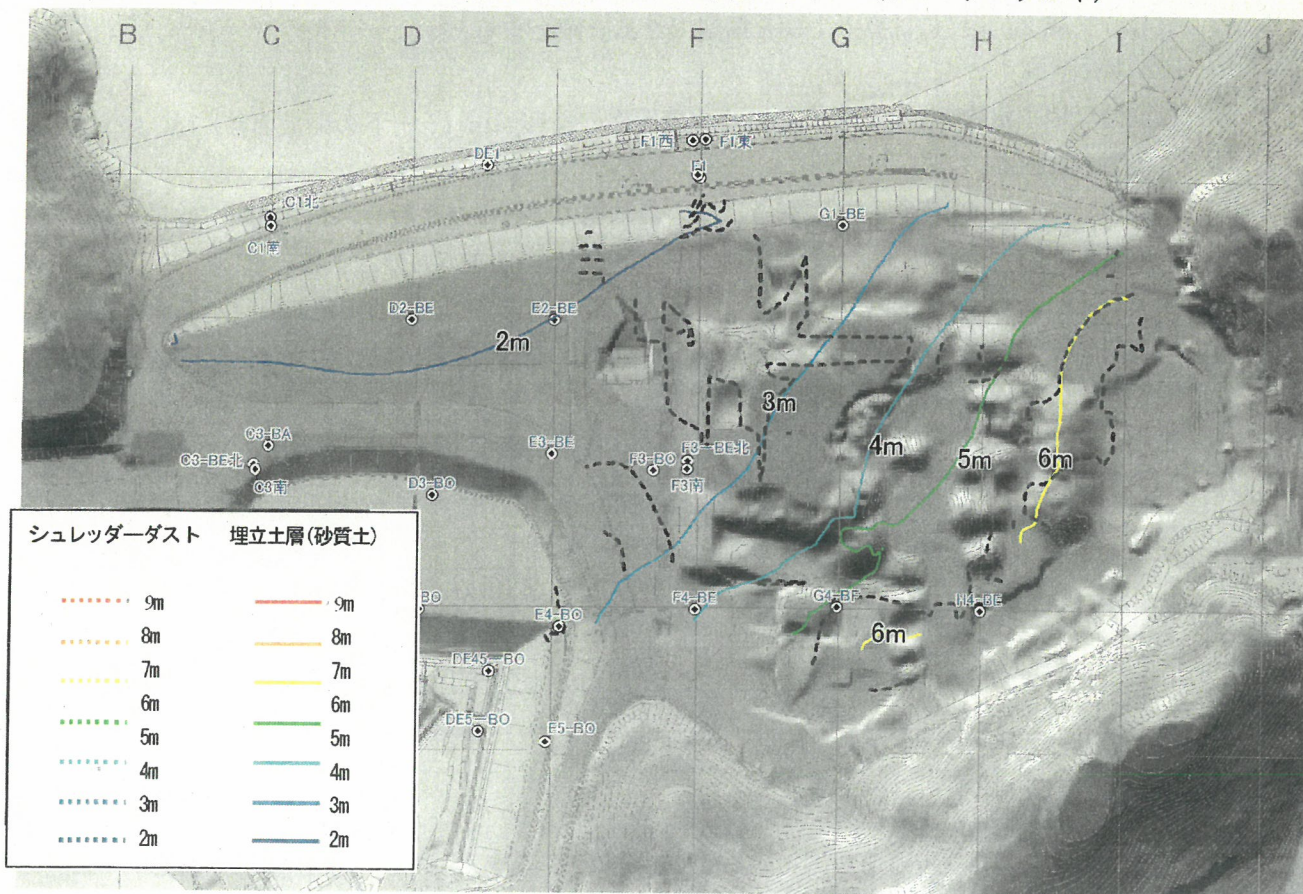 B C D E F G H I J
F1西 F1東
DE1
F1
C1北
C1南
G1-BE
D2-BE
E2-BE
2m
3m
4m
C3-BA
E3-BE
F3-BE北
C3-BE北
F3-BO
5m
6m
C3南
F3南
D3-BO
シュレッダーダスト 埋立土層(砂質土)
9m 9m
8m 8m
7m 7m
6m 6m
5m 5m
4m 4m
3m 3m
2m 2m
BO
F4-BE
G4-BE
H4-BE
E4-BO
6m
DE45-BO
DE5-BO
E5-BO